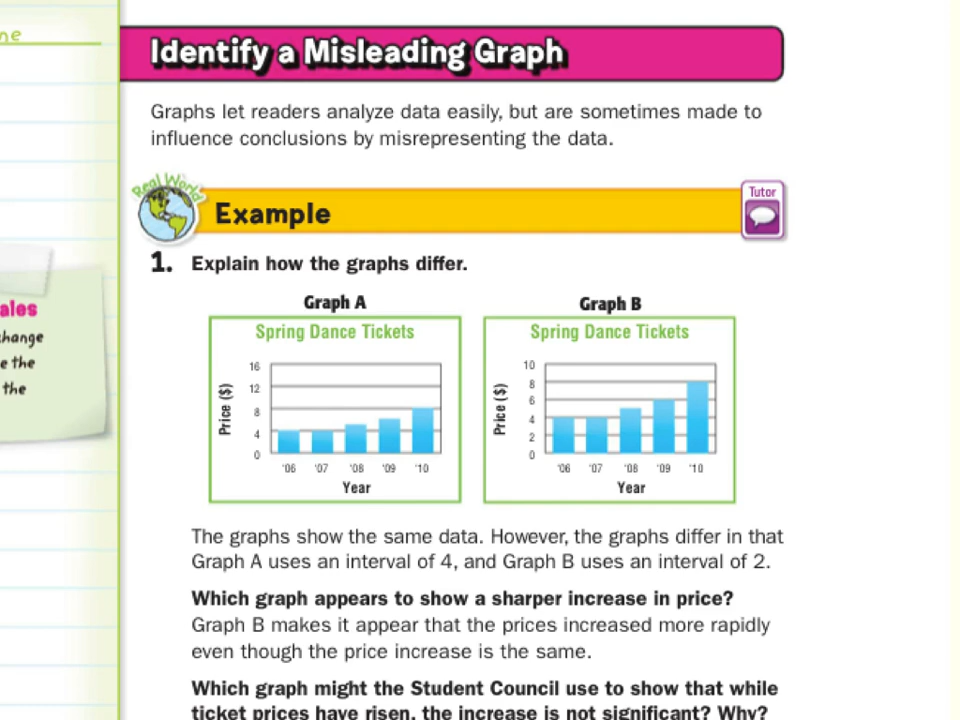 ne
Identify a Misleading Graph
Graphs let readers analyze data easily, but are sometimes made to
influence conclusions by misrepresenting the data.
Real World
Example
Tutor
ales
change
e the
the
1. Explain how the graphs differ.
Graph A
Spring Dance Tickets
Price ($)
16
12
8
4
0
'06 '07 '08 '09 '10
Year
Graph B
Spring Dance Tickets
Price ($)
10
8
6
4
2
0
'06 '07 '08 '09 '10
Year
The graphs show the same data. However, the graphs differ in that
Graph A uses an interval of 4, and Graph B uses an interval of 2.
Which graph appears to show a sharper increase in price?
Graph B makes it appear that the prices increased more rapidly
even though the price increase is the same.
Which graph might the Student Council use to show that while
ticket prices have risen, the increase is not significant? Why?